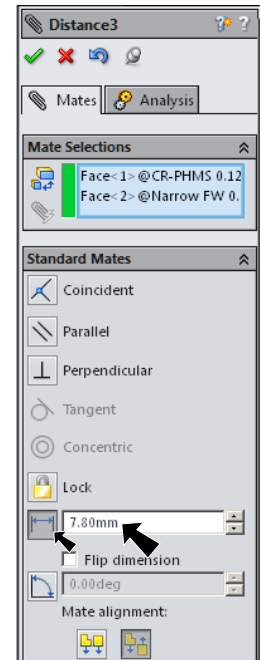 Distance3
Mates Analysis
Mate Selections
Face<1>@CR-PHMS 0.12
Face<2>@Narrow FW 0.
Standard Mates
Coincident
Parallel
Perpendicular
Tangent
Concentric
Lock
7.80mm
Flip dimension
0.00deg
Mate alignment: